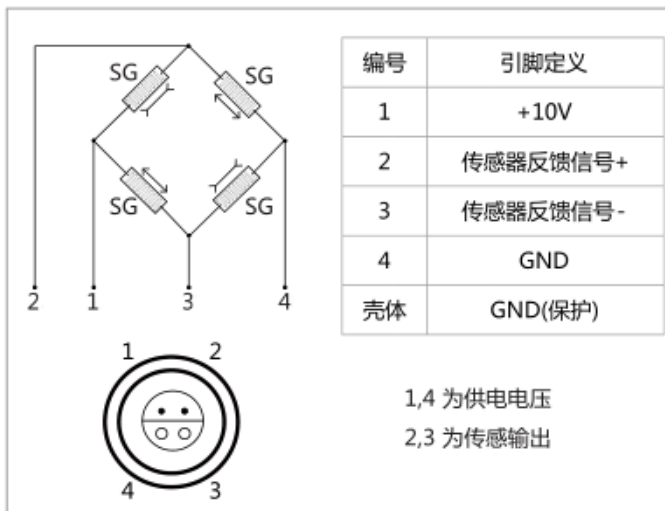 SG SG
SG SG
2 1 3 4
编号 引脚定义
1 +10V
2 传感器反馈信号+
3 传感器反馈信号-
4 GND
壳体 GND(保护)
1 2
4 3
1,4 为供电电压
2,3 为传感输出